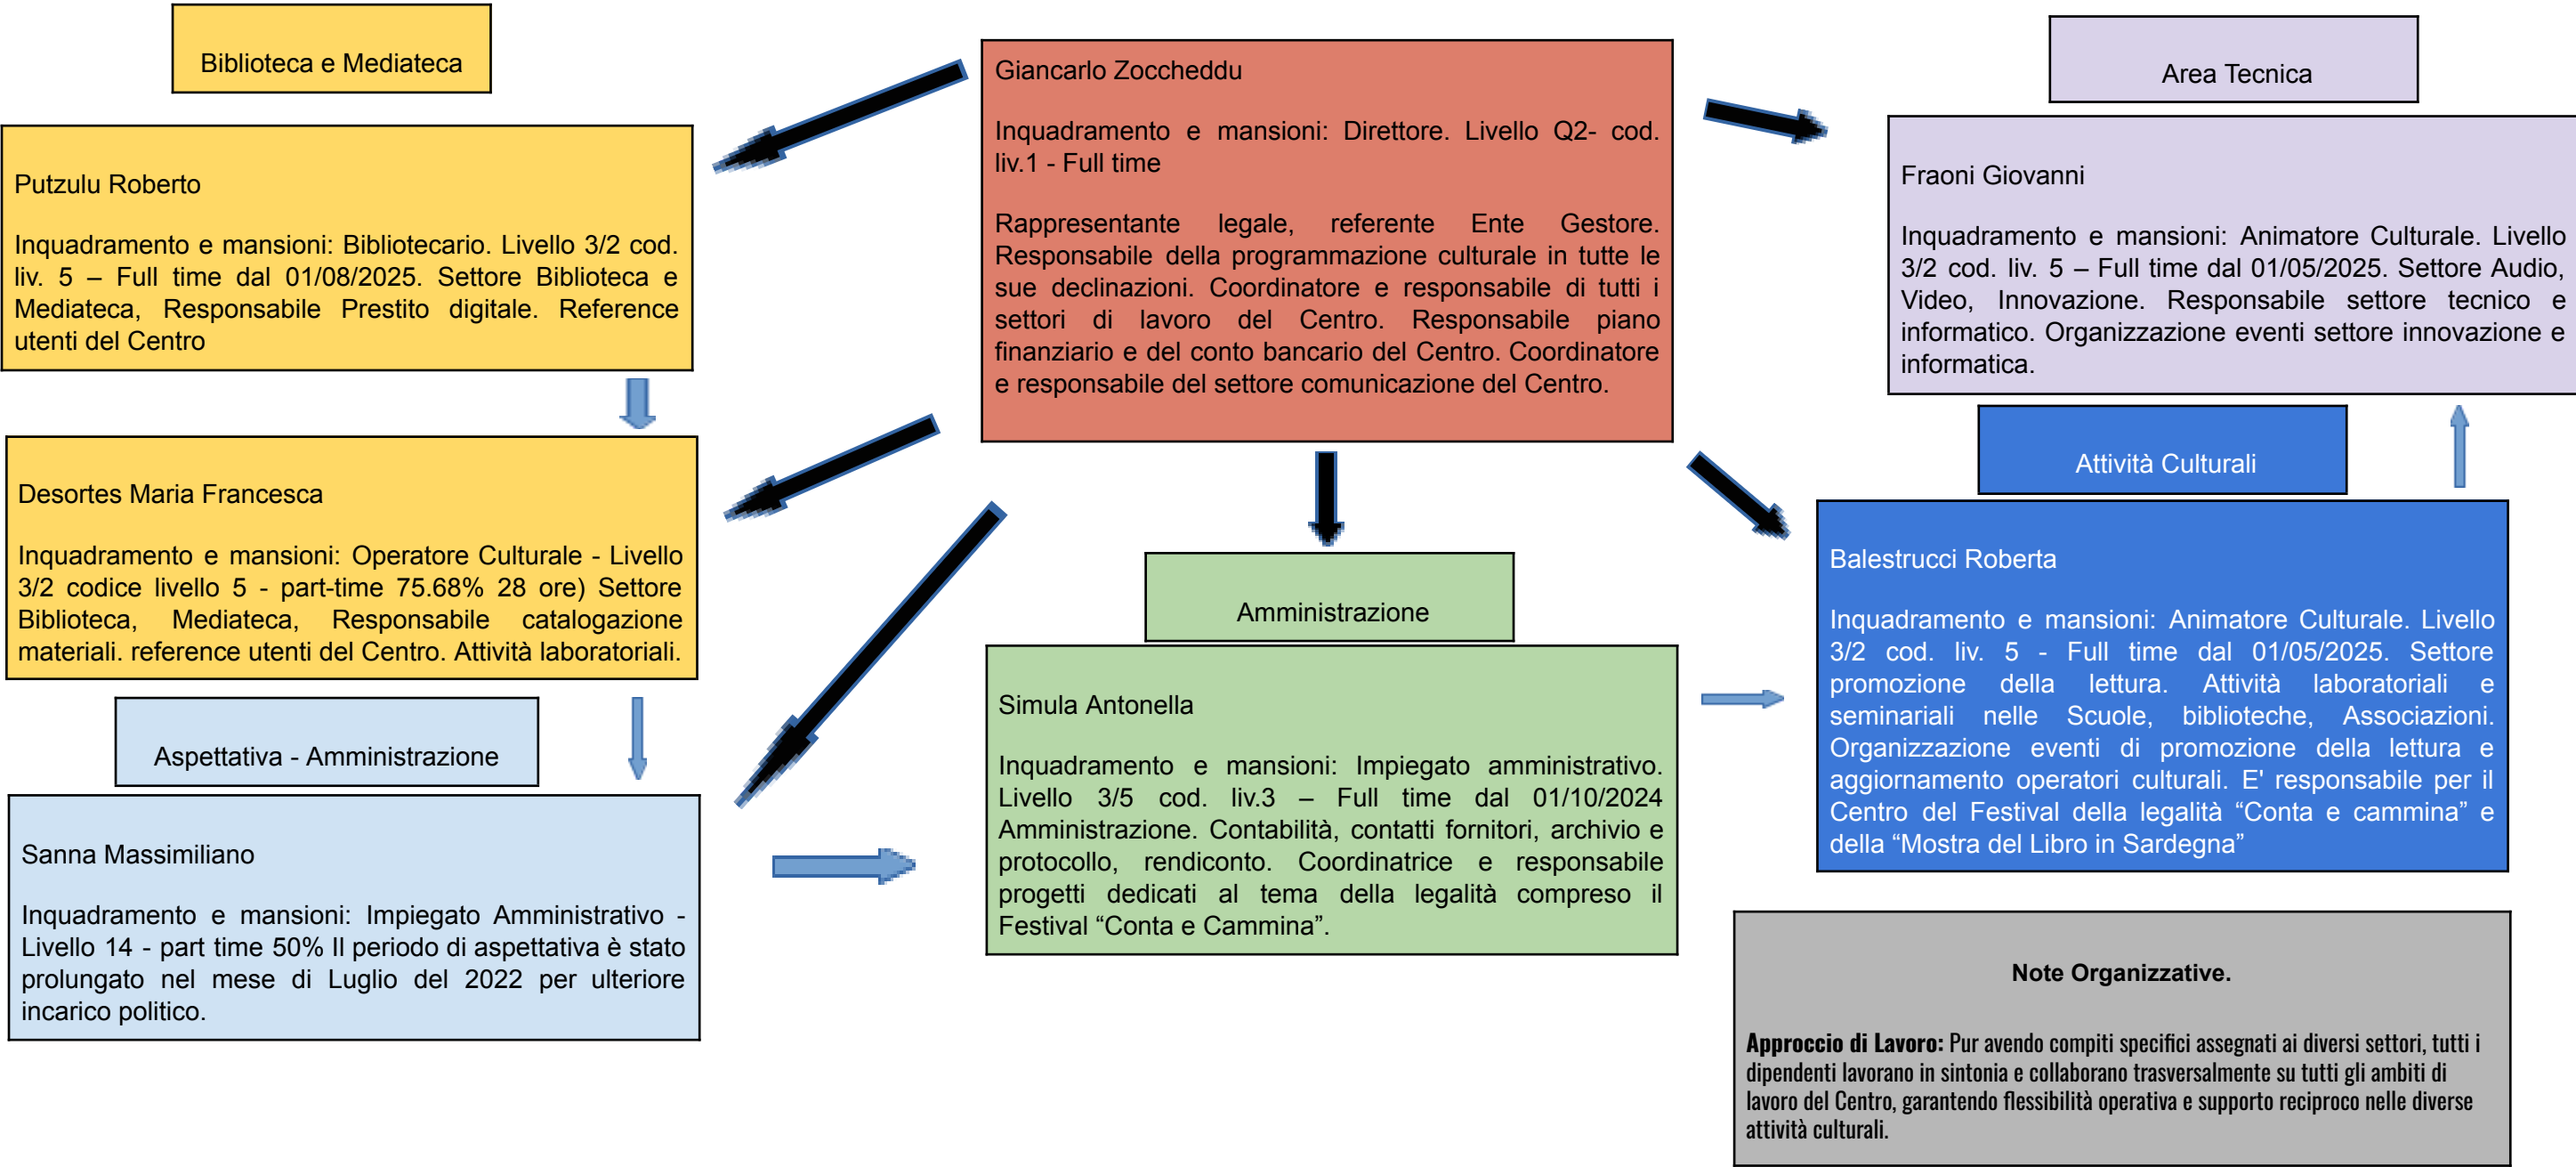 Biblioteca e Mediateca
Putzulu Roberto
Inquadramento e mansioni: Bibliotecario. Livello 3/2 cod.
liv. 5 – Full time dal 01/08/2025. Settore Biblioteca e
Mediateca, Responsabile Prestito digitale. Reference
utenti del Centro
Desortes Maria Francesca
Inquadramento e mansioni: Operatore Culturale - Livello
3/2 codice livello 5 - part-time 75.68% 28 ore) Settore
Biblioteca, Mediateca, Responsabile catalogazione
materiali. reference utenti del Centro. Attività laboratoriali.
Aspettativa - Amministrazione
Sanna Massimiliano
Inquadramento e mansioni: Impiegato Amministrativo -
Livello 14 - part time 50% Il periodo di aspettativa è stato
prolungato nel mese di Luglio del 2022 per ulteriore
incarico politico.
Giancarlo Zoccheddu
Inquadramento e mansioni: Direttore. Livello Q2- cod.
liv.1 - Full time
Rappresentante legale, referente Ente Gestore.
Responsabile della programmazione culturale in tutte le
sue declinazioni. Coordinatore e responsabile di tutti i
settori di lavoro del Centro. Responsabile piano
finanziario e del conto bancario del Centro. Coordinatore
e responsabile del settore comunicazione del Centro.
Amministrazione
Simula Antonella
Inquadramento e mansioni: Impiegato amministrativo.
Livello 3/5 cod. liv.3 – Full time dal 01/10/2024
Amministrazione. Contabilità, contatti fornitori, archivio e
protocollo, rendiconto. Coordinatrice e responsabile
progetti dedicati al tema della legalità compreso il
Festival “Conta e Cammina”.
Area Tecnica
Fraoni Giovanni
Inquadramento e mansioni: Animatore Culturale. Livello
3/2 cod. liv. 5 – Full time dal 01/05/2025. Settore Audio,
Video, Innovazione. Responsabile settore tecnico e
informatico. Organizzazione eventi settore innovazione e
informatica.
Attività Culturali
Balestrucci Roberta
Inquadramento e mansioni: Animatore Culturale. Livello
3/2 cod. liv. 5 - Full time dal 01/05/2025. Settore
promozione della lettura. Attività laboratoriali e
seminariali nelle Scuole, biblioteche, Associazioni.
Organizzazione eventi di promozione della lettura e
aggiornamento operatori culturali. E' responsabile per il
Centro del Festival della legalità “Conta e cammina” e
della “Mostra del Libro in Sardegna”
Note Organizzative.
Approccio di Lavoro: Pur avendo compiti specifici assegnati ai diversi settori, tutti i
dipendenti lavorano in sintonia e collaborano trasversalmente su tutti gli ambiti di
lavoro del Centro, garantendo flessibilità operativa e supporto reciproco nelle diverse
attività culturali.